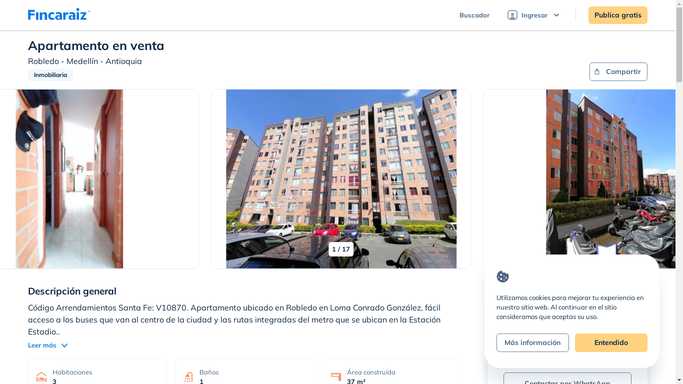 Fincaraiz
Buscador
Ingresar
Publica gratis
Apartamento en venta
Robledo - Medellín - Antioquia
Inmobiliaria
Compartir
1 / 17
Descripción general
Código Arrendamientos Santa Fe: V10870. Apartamento ubicado en Robledo en Loma Conrado González, fácil
acceso a los buses que van al centro de la ciudad y las rutas integradas del metro que se ubican en la Estación
Estadio..
Leer más
Habitaciones
3
Baños
1
Área construida
37 m²
Utilizamos cookies para mejorar tu experiencia en
nuestro sitio web. Al continuar en el sitio
consideramos que aceptas su uso.
Más información
Entendido
Contactar por WhatsApp